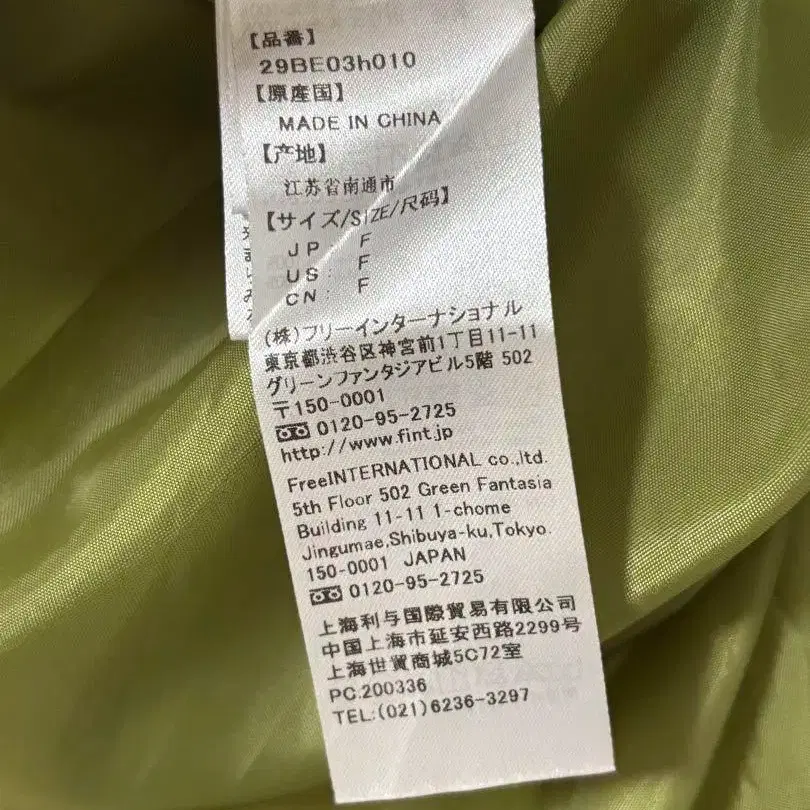 【品番】
29BE03h010
【原産国】
MADE IN CHINA
【产地】
江苏省南通市
【サイズ/SIZE/尺码】
JP : F
US : F
CN : F
(株)フリーインターナショナル
東京都渋谷区神宮前1丁目11-11
グリーンファンタジアビル5階 502
〒150-0001
0120-95-2725
http://www.fint.jp
FreeINTERNATIONAL co.,ltd.
5th Floor 502 Green Fantasia
Building 11-11 1-chome
Jingumae,Shibuya-ku,Tokyo.
150-0001 JAPAN
0120-95-2725
上海利与国際貿易有限公司
中国上海市延安西路2299号
上海世貿商城5C72室
PC:200336
TEL:(021)6236-3297